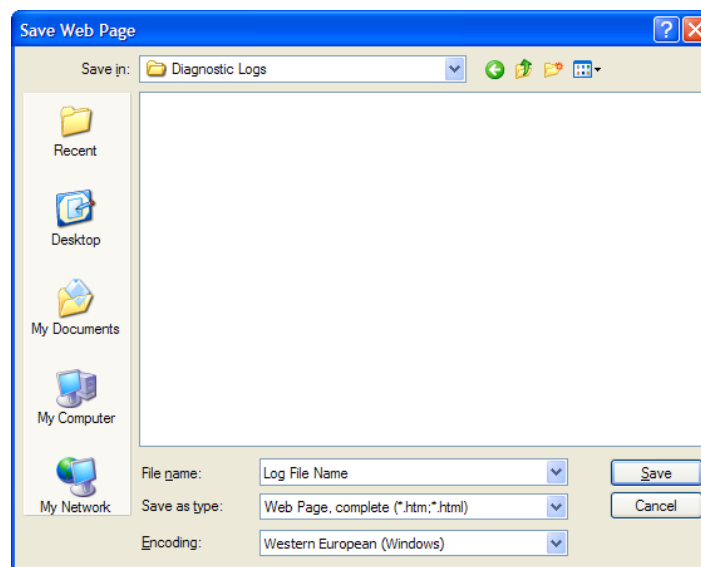 Save Web Page
Save in: Diagnostic Logs
Recent
Desktop
My Documents
My Computer
My Network
File name: Log File Name Save
Save as type: Web Page, complete (*.htm;*.html) Cancel
Encoding: Western European (Windows)